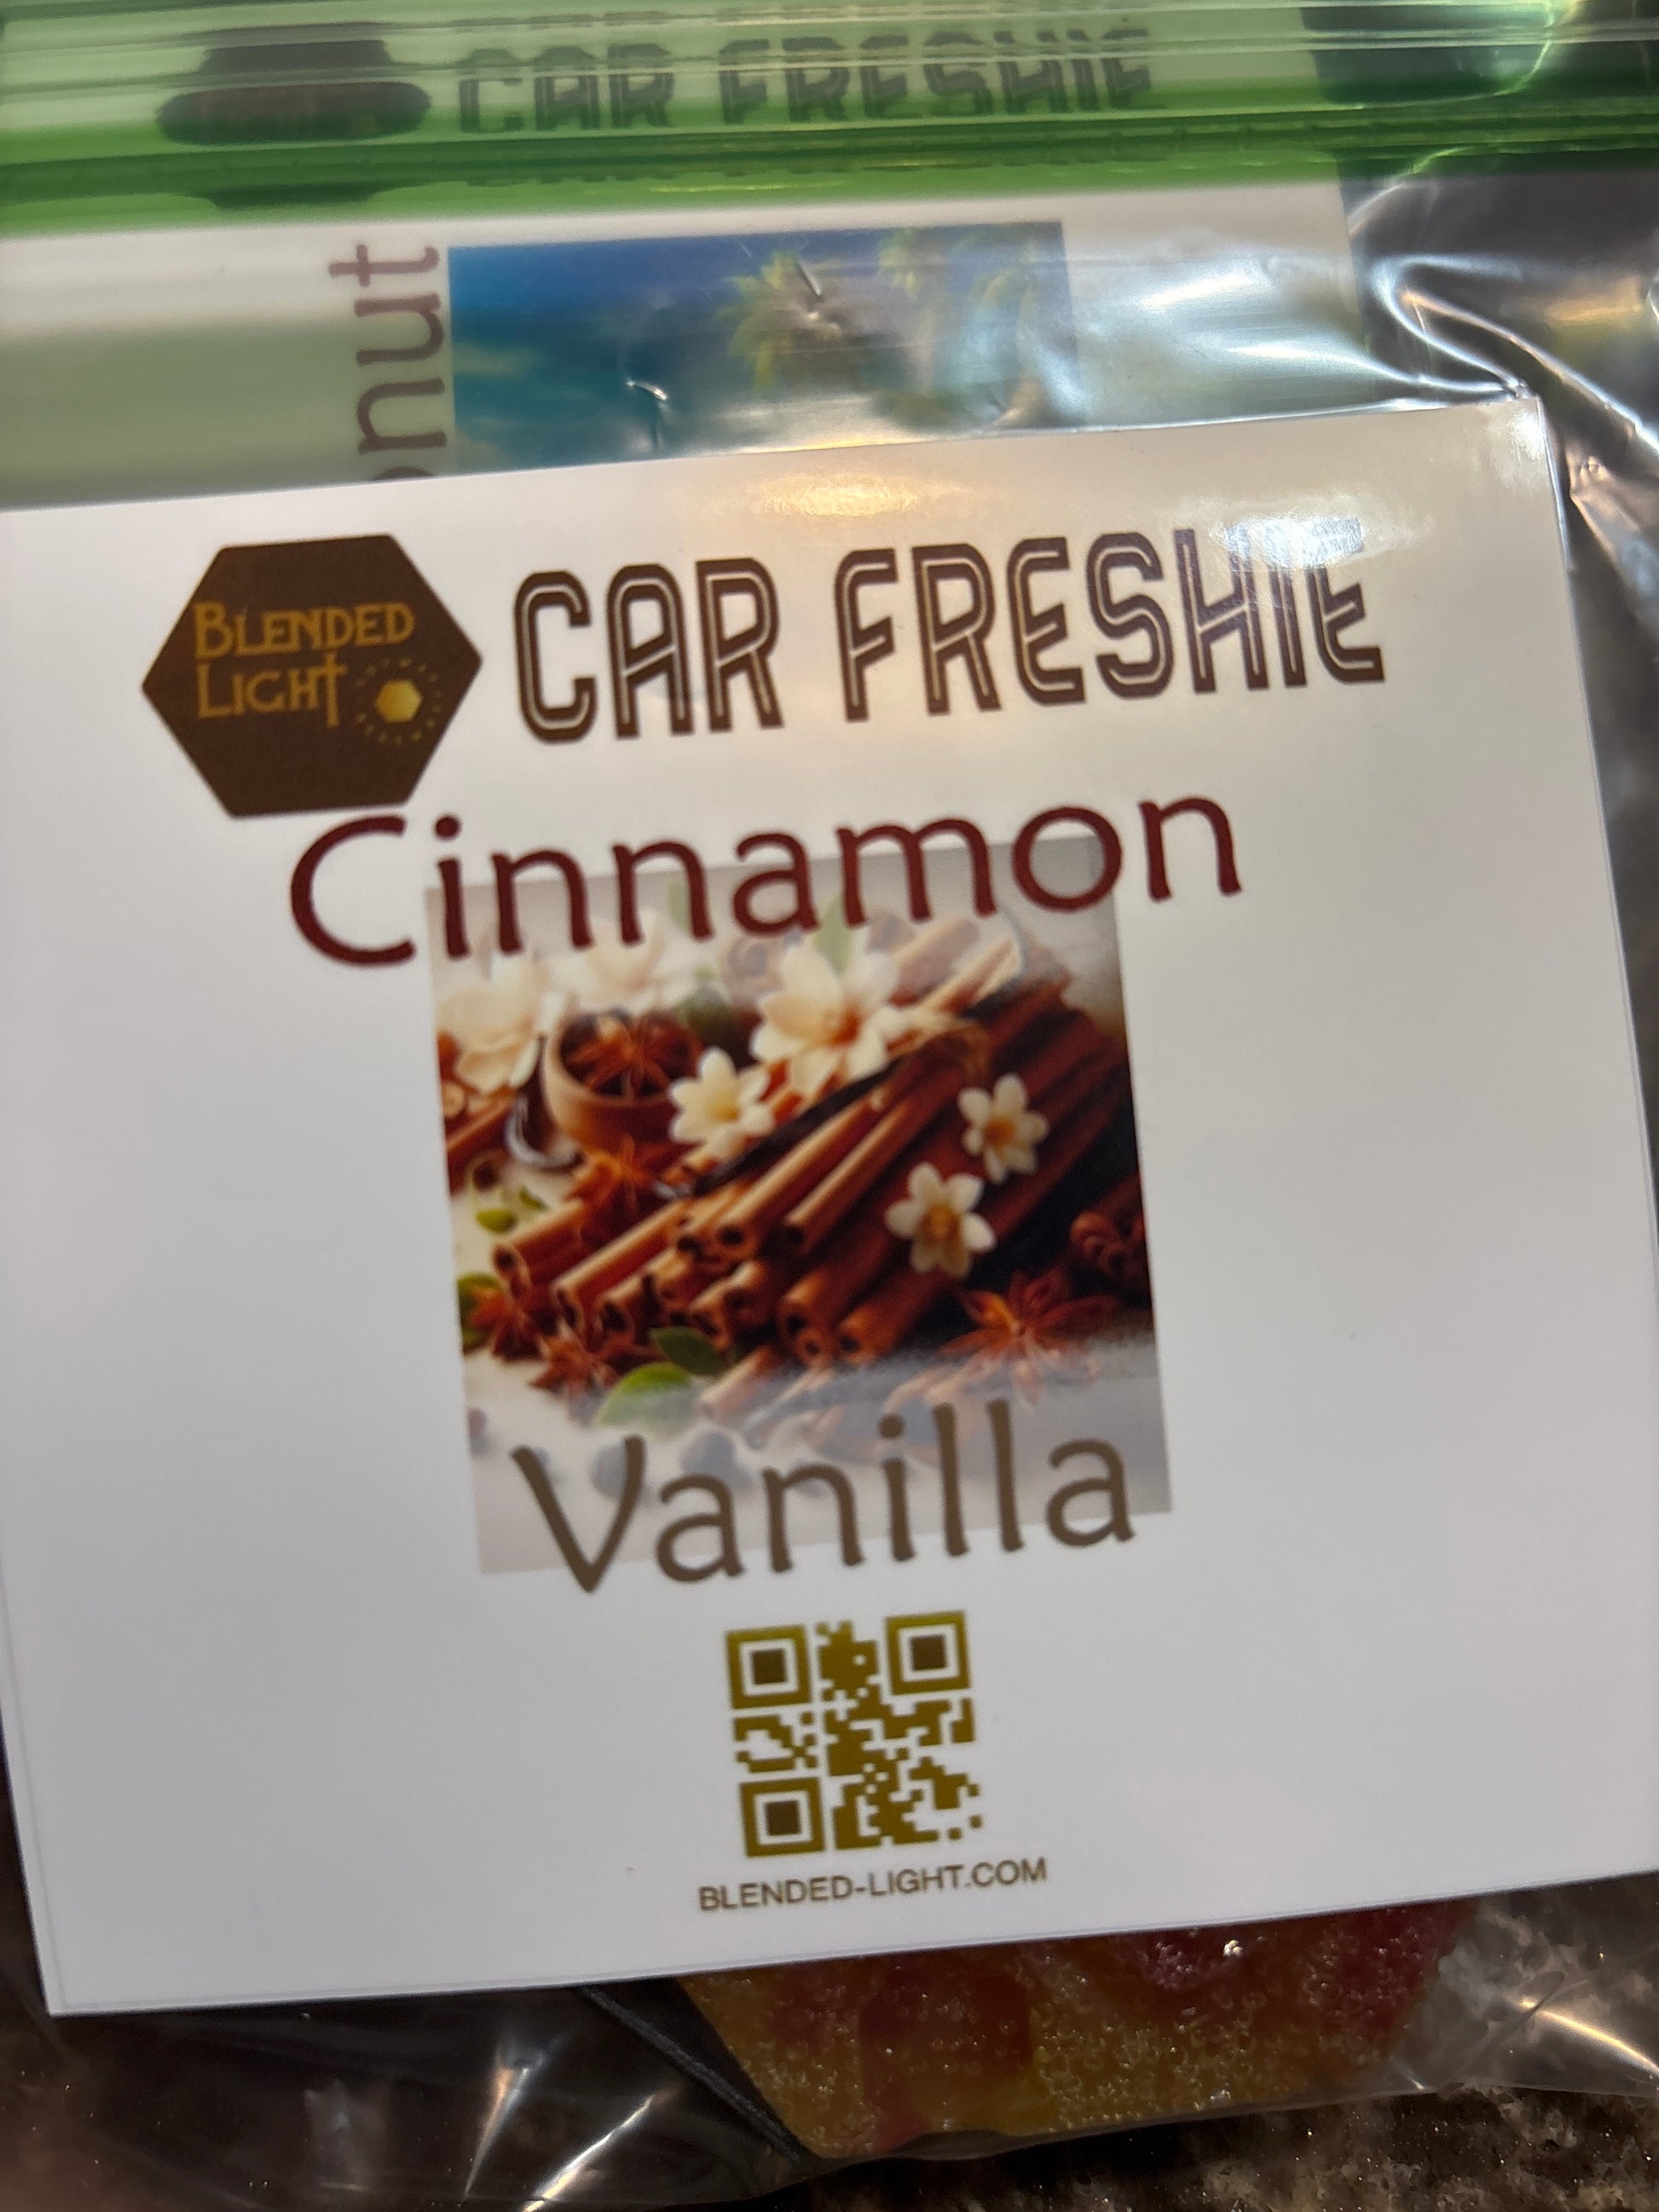 CAR FRESHIE
nut
BLENDED
LIGHT
CAR FRESHIE
Cinnamon
Vanilla
BLENDED-LIGHT.COM